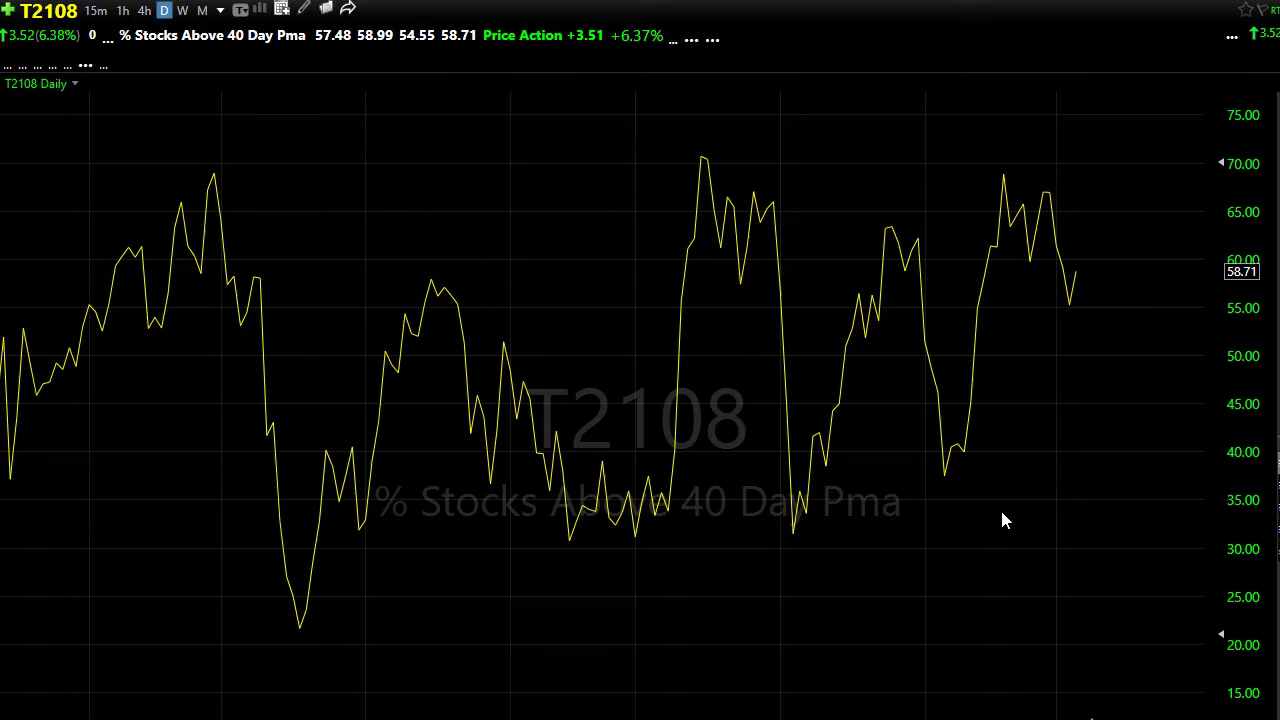 T2108 15m 1h 4h D W M T RT
3.52(6.38%) 0 ... % Stocks Above 40 Day Pma 57.48 58.99 54.55 58.71 Price Action +3.51 +6.37% ... ... ... ... 3.52
... ... ... ... ... ... ...
T2108 Daily
75.00
70.00
65.00
60.00
58.71
55.00
50.00
45.00
T2108
40.00
35.00
% Stocks Above 40 Day Pma
30.00
25.00
20.00
15.00